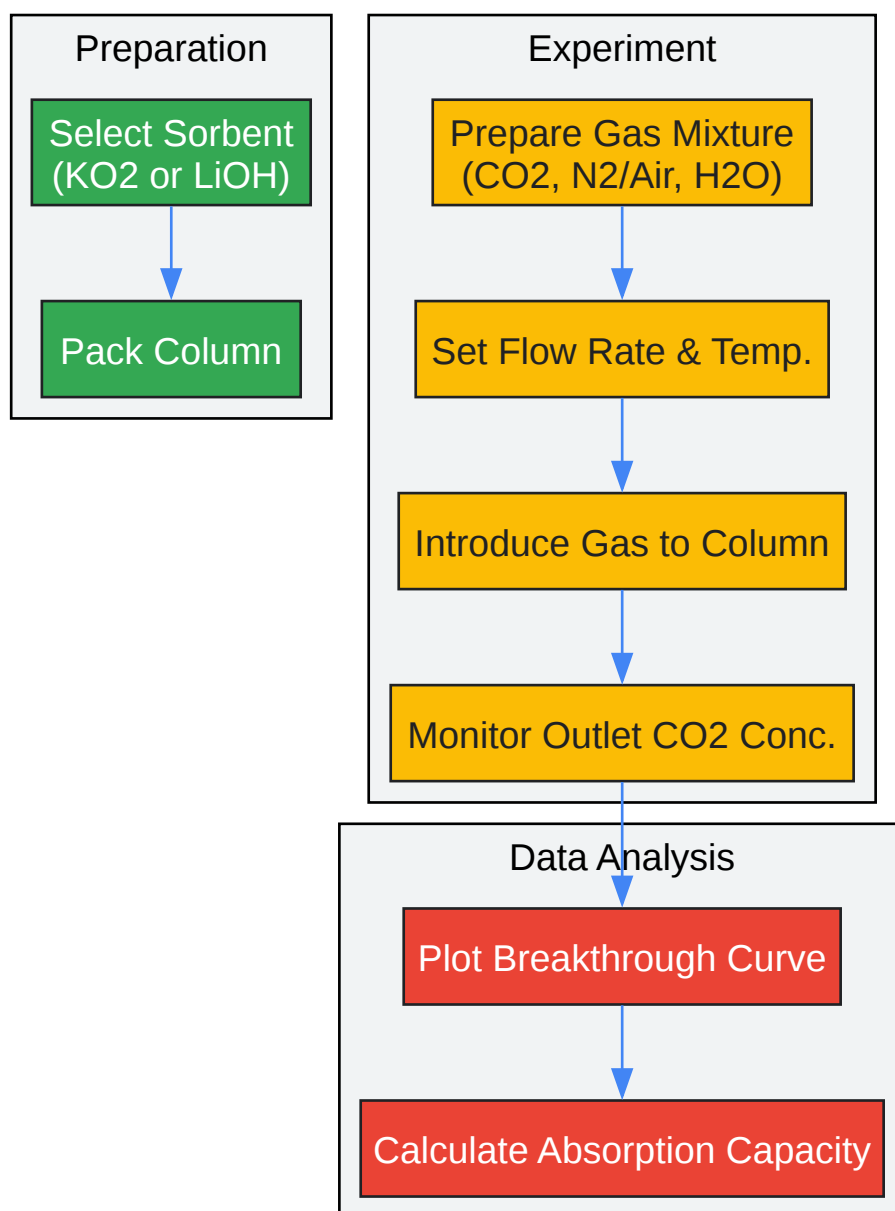 Preparation
Select Sorbent
(KO2 or LiOH)
Pack Column
Experiment
Prepare Gas Mixture
(CO2, N2/Air, H2O)
Set Flow Rate & Temp.
Introduce Gas to Column
Monitor Outlet CO2 Conc.
Data Analysis
Plot Breakthrough Curve
Calculate Absorption Capacity